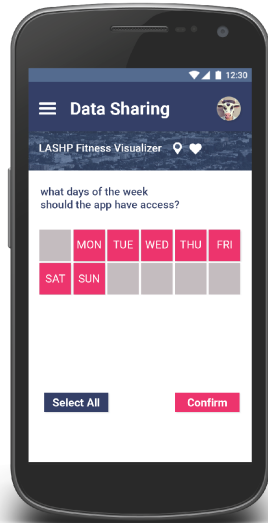 12:30
Data Sharing
LASHP Fitness Visualizer
what days of the week
should the app have access?
MON TUE WED THU FRI
SAT SUN
Select All Confirm